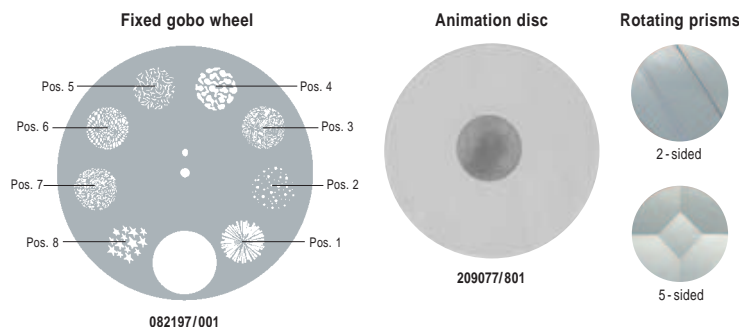 Fixed gobo wheel
Animation disc
Rotating prisms
Pos. 5
Pos. 4
Pos. 6
Pos. 3
Pos. 7
Pos. 2
Pos. 8
Pos. 1
2-sided
5-sided
209077/801
082197/001